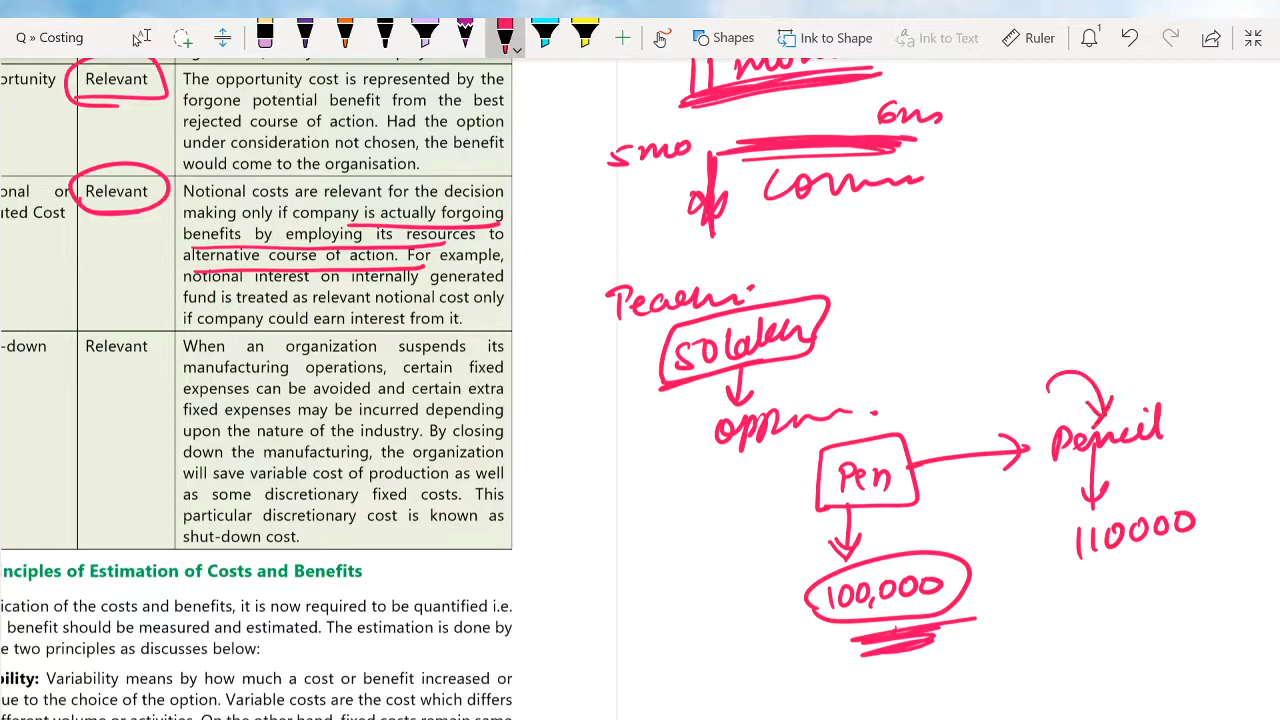 Q » Costing
Shapes
Ink to Shape
Ink to Text
Ruler
1
ortunity
Relevant
The opportunity cost is represented by the
forgone potential benefit from the best
rejected course of action. Had the option
under consideration not chosen, the benefit
would come to the organisation.
onal or
uted Cost
Relevant
Notional costs are relevant for the decision
making only if company is actually forgoing
benefits by employing its resources to
alternative course of action. For example,
notional interest on internally generated
fund is treated as relevant notional cost only
if company could earn interest from it.
-down
Relevant
When an organization suspends its
manufacturing operations, certain fixed
expenses can be avoided and certain extra
fixed expenses may be incurred depending
upon the nature of the industry. By closing
down the manufacturing, the organization
will save variable cost of production as well
as some discretionary fixed costs. This
particular discretionary cost is known as
shut-down cost.
nciples of Estimation of Costs and Benefits
ication of the costs and benefits, it is now required to be quantified i.e.
benefit should be measured and estimated. The estimation is done by
e two principles as discusses below:
bility: Variability means by how much a cost or benefit increased or
ue to the choice of the option. Variable costs are the cost which differs
11
5 mo
50 lakh
Pen
Pencil
100,000
110000